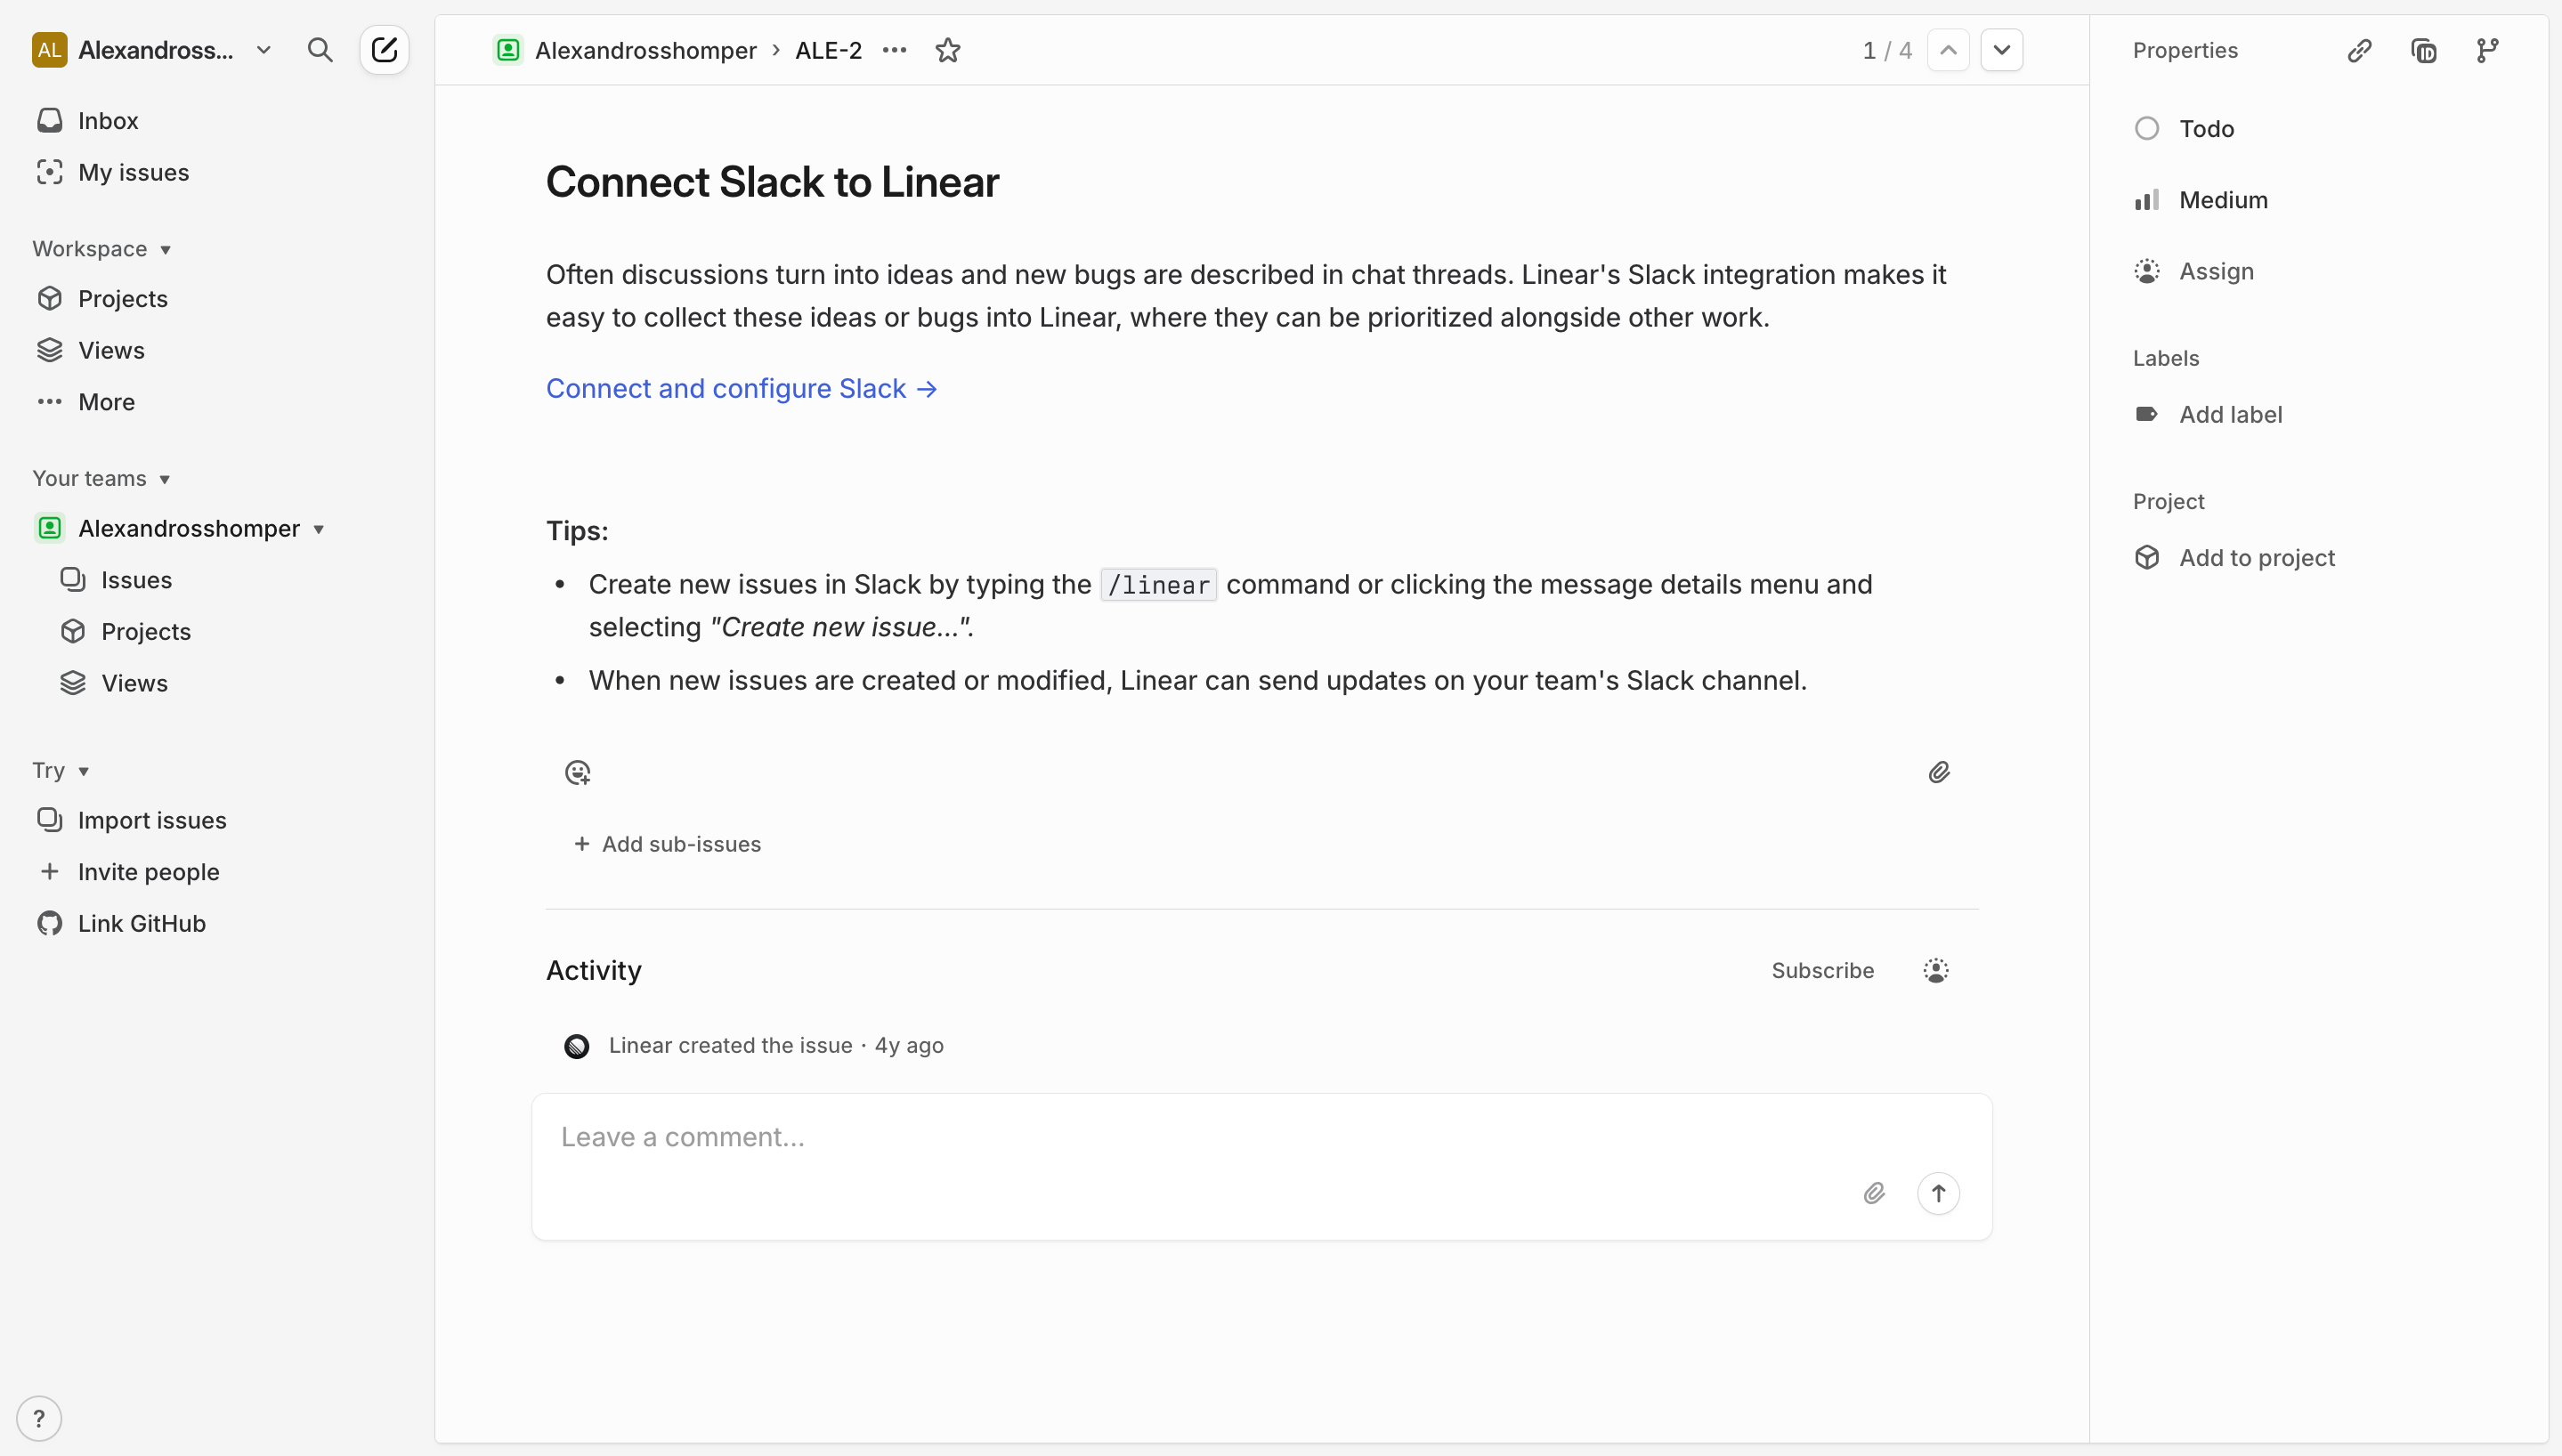 AL Alexandross...
Inbox
My issues
Workspace
Projects
Views
More
Your teams
Alexandrosshomper
Issues
Projects
Views
Try
Import issues
Invite people
Link GitHub
?
Alexandrosshomper › ALE-2
1 / 4
Connect Slack to Linear
Often discussions turn into ideas and new bugs are described in chat threads. Linear's Slack integration makes it
easy to collect these ideas or bugs into Linear, where they can be prioritized alongside other work.
Connect and configure Slack →
Tips:
• Create new issues in Slack by typing the /linear command or clicking the message details menu and
selecting "Create new issue...".
• When new issues are created or modified, Linear can send updates on your team's Slack channel.
+ Add sub-issues
Activity
Subscribe
Linear created the issue · 4y ago
Leave a comment...
Properties
ID
Todo
Medium
Assign
Labels
Add label
Project
Add to project